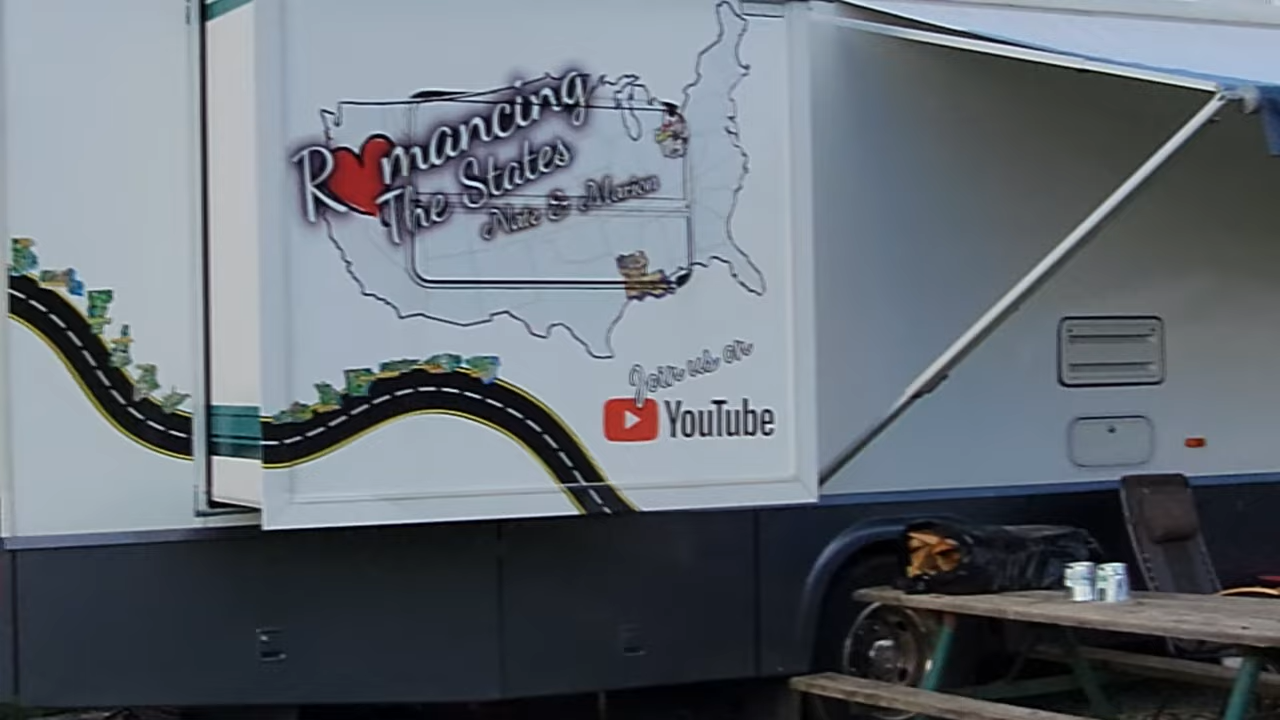 Romancing
The States
Nate & Marion
Join us on
YouTube